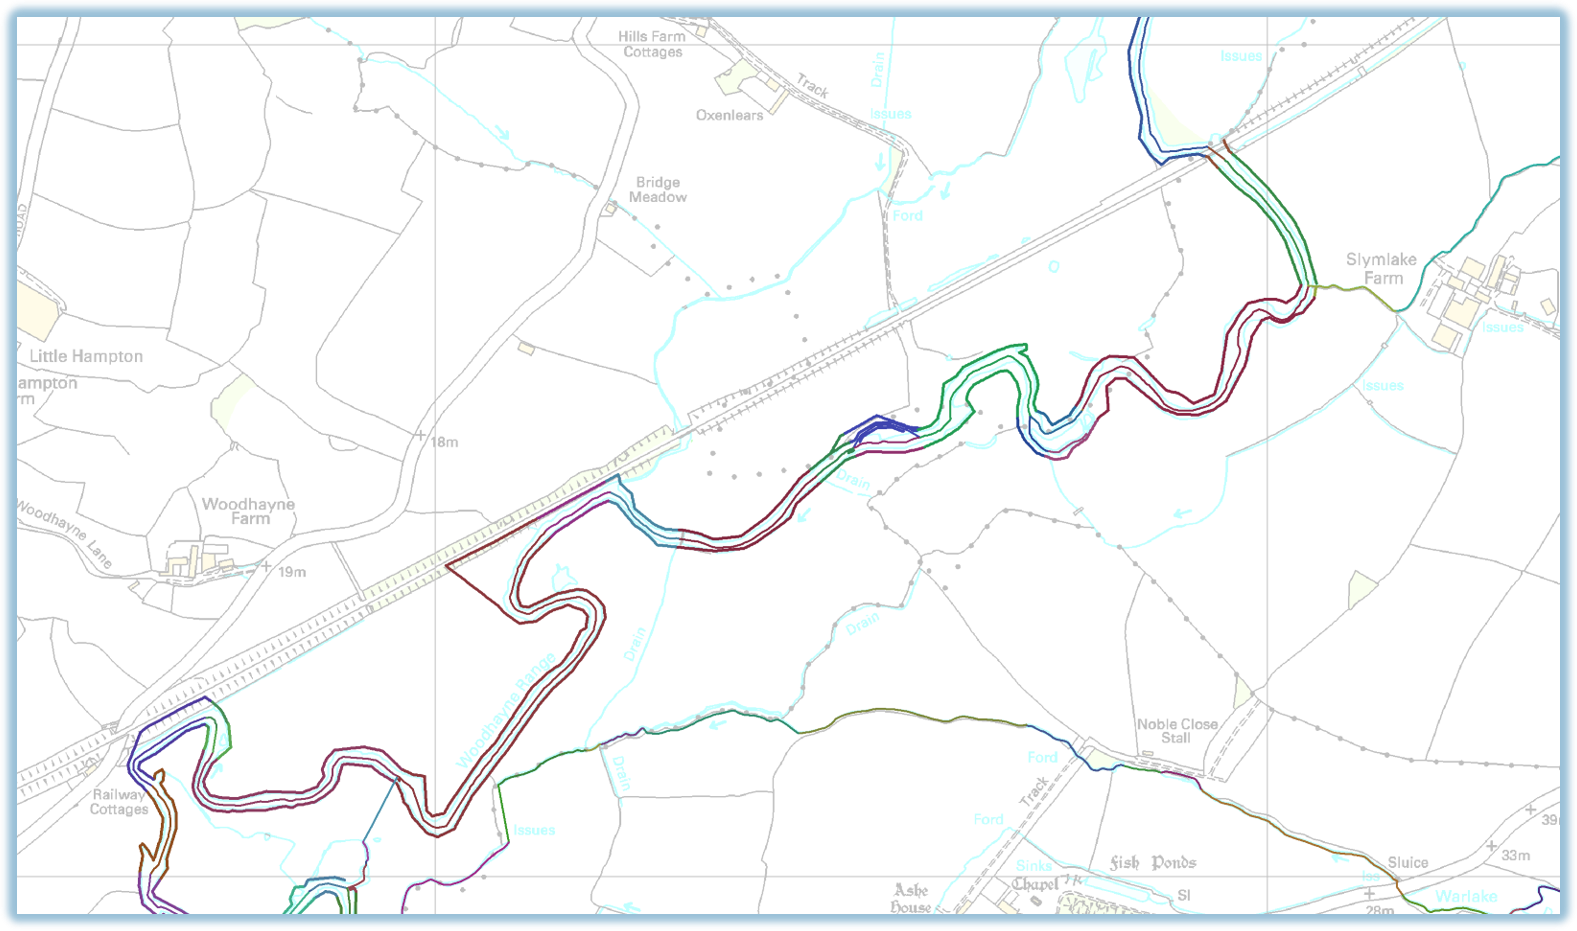 Hills Farm
Cottages
Drain
Track
Issues
Oxenlears
Issues
Bridge
Meadow
Ford
ROAD
Slymlake
Farm
Issues
Little Hampton
ampton
rm
Issues
18m
Drain
Woodhayne
Farm
Woodhayne Lane
19m
Drain
Drain
Woodhayne Range
Noble Close
Stall
Ford
Drain
Track
Railway
Cottages
Issues
Ford
39
33m
Sinks
Fish Ponds
Sluice
Iss
Chapel
Ashe
House
Sl
Warlake
28m